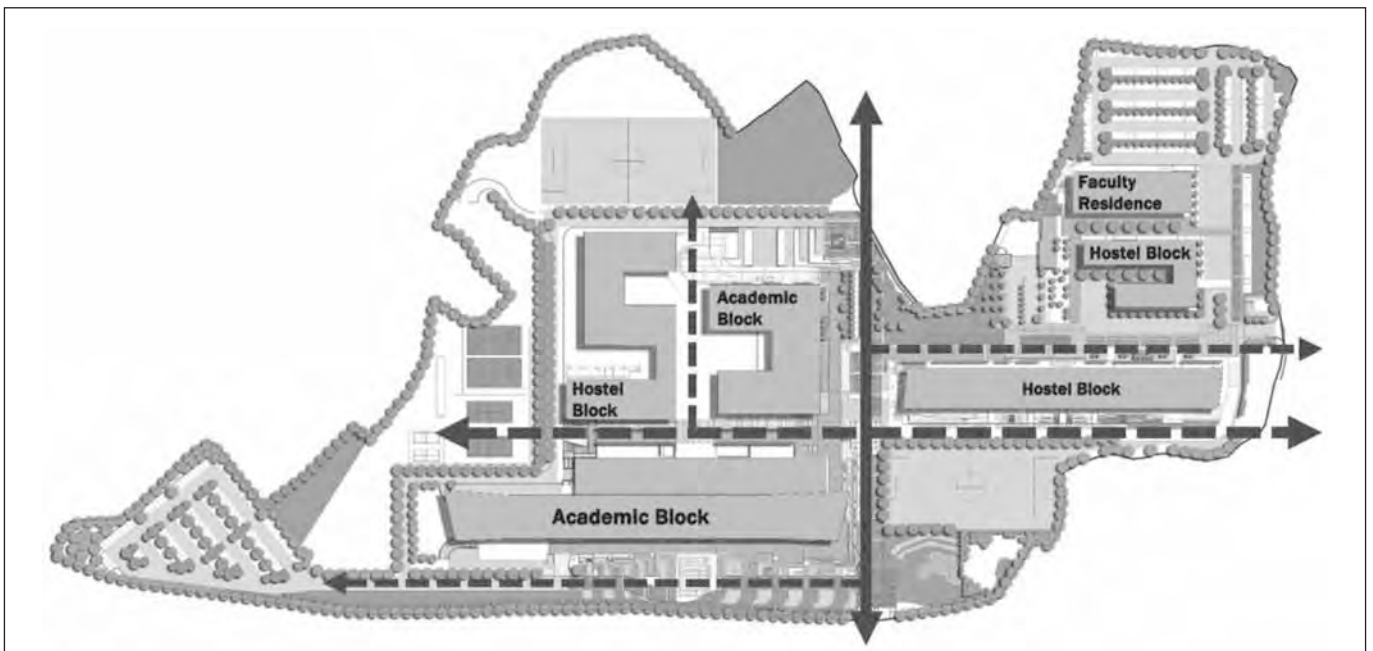 Faculty
Residence
Hostel Block
Academic
Block
Hostel
Block
Hostel Block
Academic Block